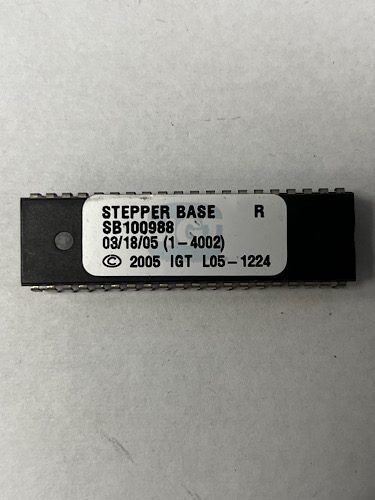 STEPPER BASE R
SB100988
03/18/05 (1-4002)
© 2005 IGT L05-1224